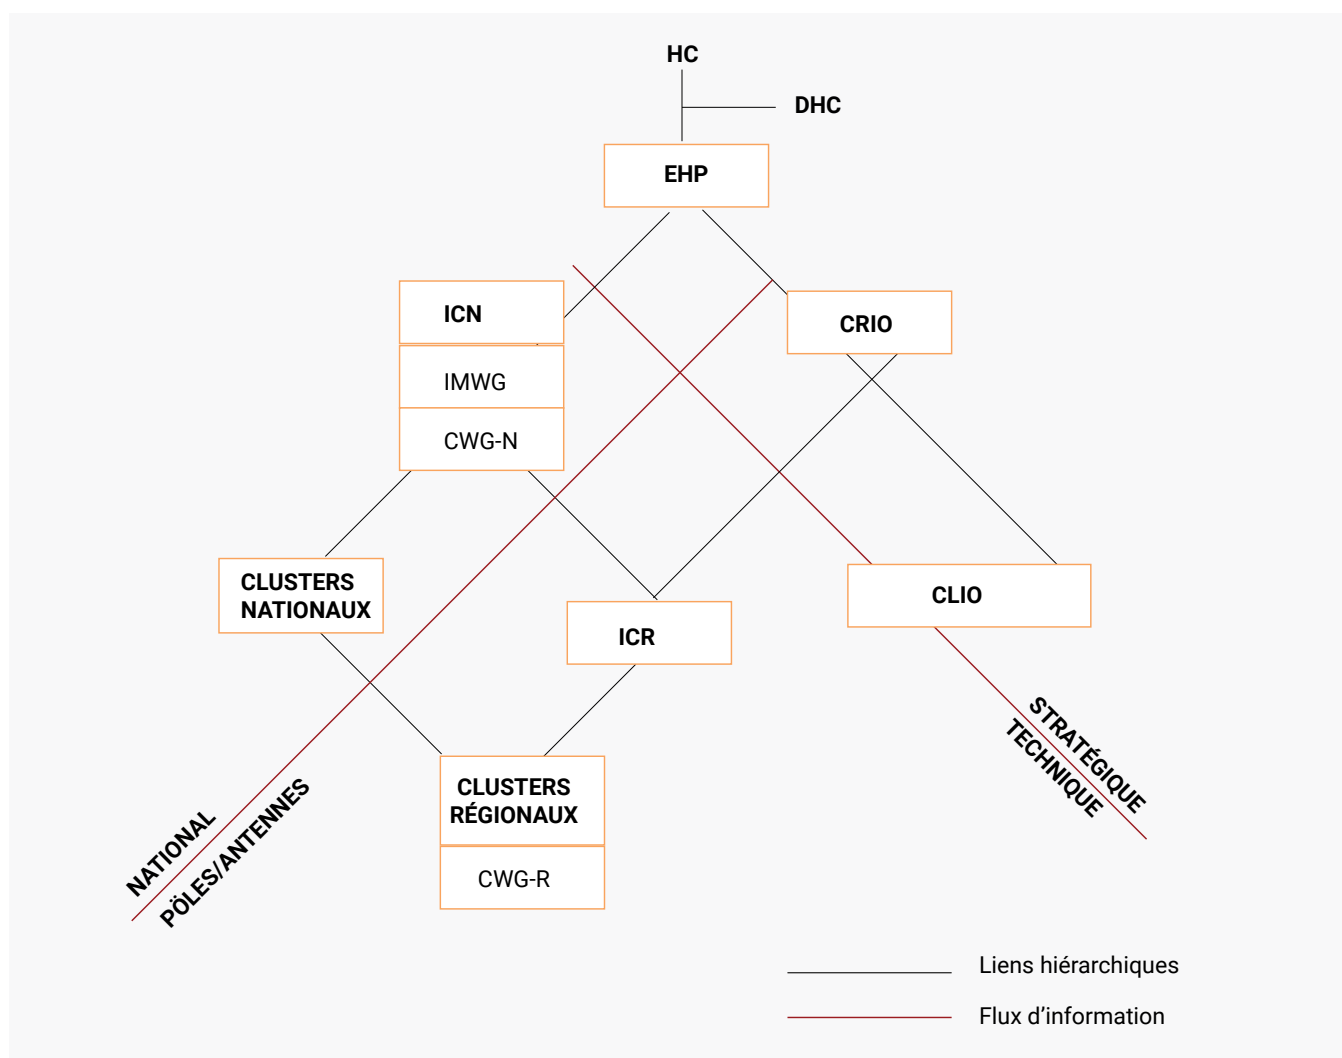 HC
DHC
EHP
ICN
CRIO
IMWG
CWG-N
CLUSTERS
NATIONAUX
ICR
CLIO
STRATÉGIQUE
TECHNIQUE
CLUSTERS
RÉGIONAUX
CWG-R
NATIONAL
PÖLES/ANTENNES
Liens hiérarchiques
Flux d’information